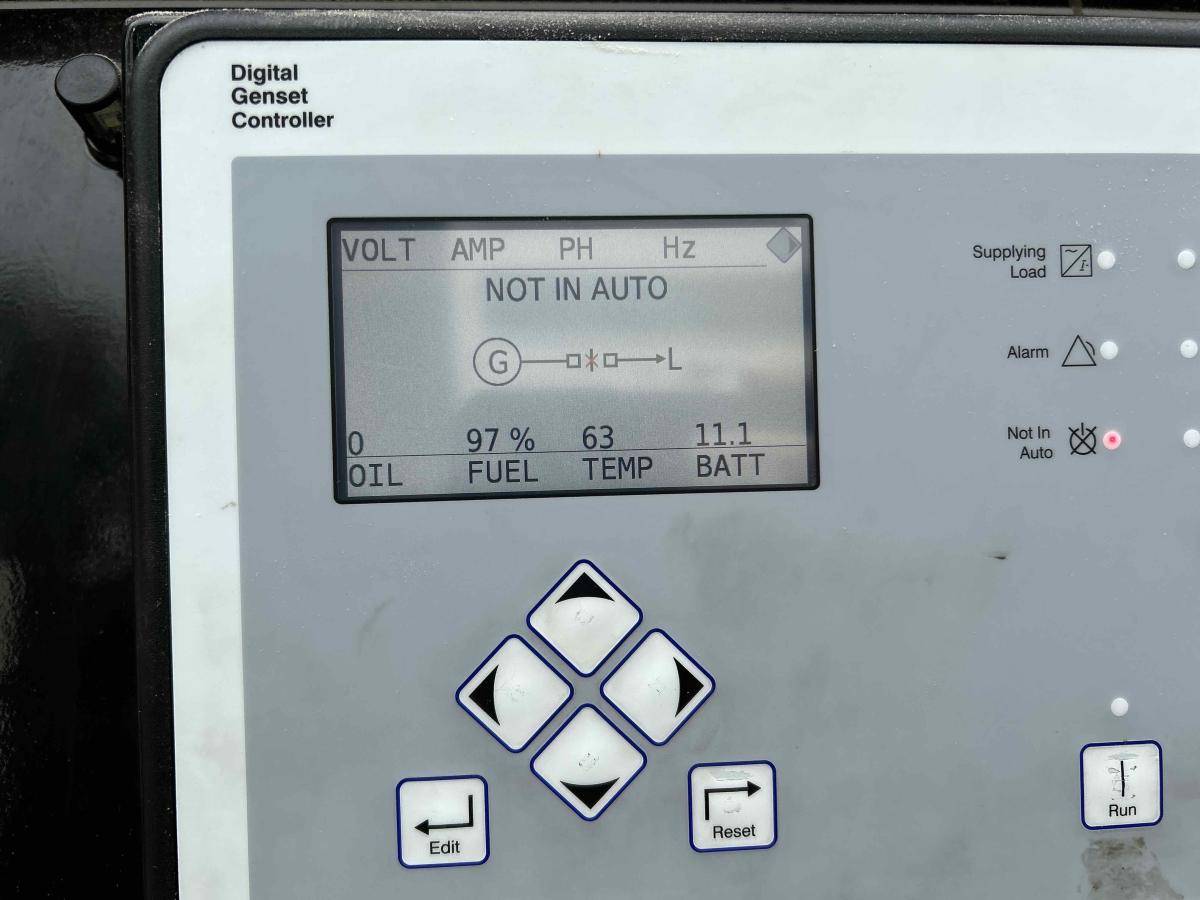 Digital
Genset
Controller
VOLT AMP PH Hz
NOT IN AUTO
G L
0 97 % 63 11.1
OIL FUEL TEMP BATT
Supplying
Load
Alarm
Not In
Auto
Edit
Reset
Run